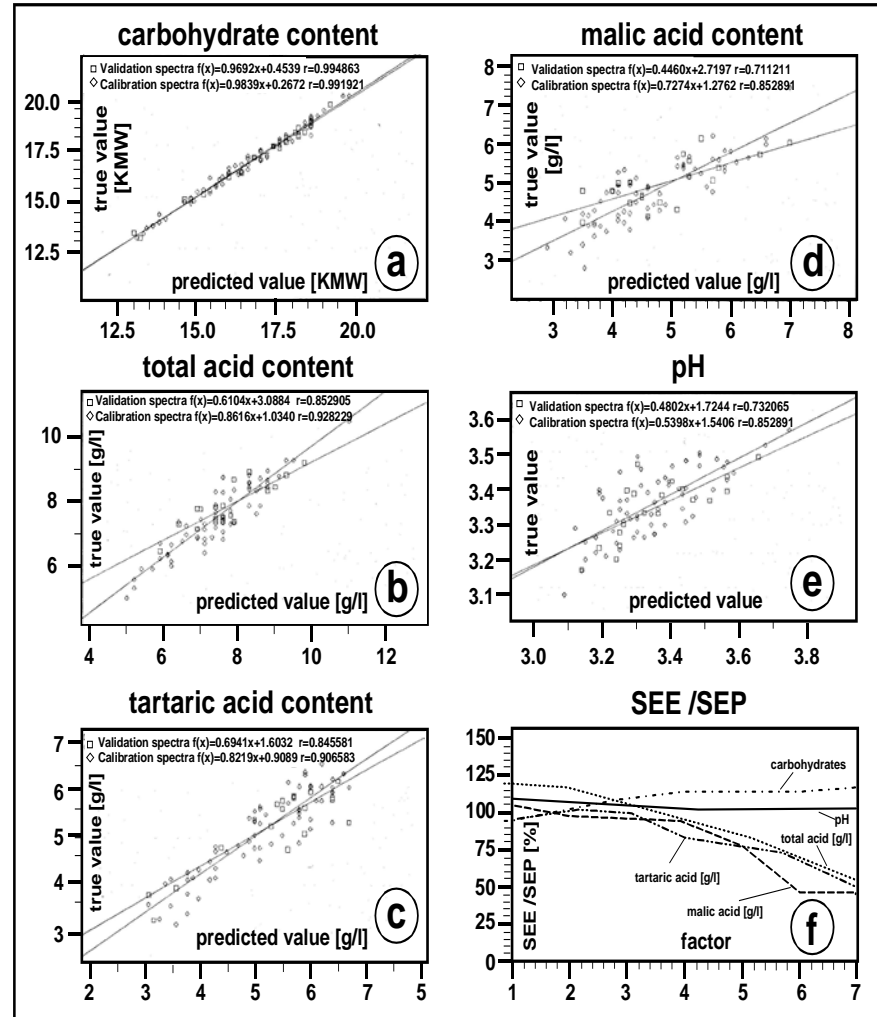 carbohydrate content
Validation spectra f(x)=0.9692x+0.4539 r=0.994863
Calibration spectra f(x)=0.9839x+0.2672 r=0.991921
20.0
17.5
15.0
12.5
true value
[KMW]
a
predicted value [KMW]
12.5 15.0 17.5 20.0
malic acid content
Validation spectra f(x)=0.4460x+2.7197 r=0.711211
Calibration spectra f(x)=0.7274x+1.2762 r=0.852891
8
7
6
5
4
3
true value
[g/l]
d
predicted value [g/l]
3 4 5 6 7 8
total acid content
Validation spectra f(x)=0.6104x+3.0884 r=0.852905
Calibration spectra f(x)=0.8616x+1.0340 r=0.928229
10
8
6
true value [g/l]
b
predicted value [g/l]
4 6 8 10 12
pH
Validation spectra f(x)=0.4802x+1.7244 r=0.732065
Calibration spectra f(x)=0.5398x+1.5406 r=0.852891
3.6
3.5
3.4
3.3
3.2
3.1
true value
e
predicted value
3.0 3.2 3.4 3.6 3.8
tartaric acid content
Validation spectra f(x)=0.6941x+1.6032 r=0.845581
Calibration spectra f(x)=0.8219x+0.9089 r=0.906583
7
6
5
4
3
true value [g/l]
c
predicted value [g/l]
2 3 4 5 6 7 5
SEE /SEP
150
125
100
75
50
25
0
SEE /SEP [%]
carbohydrates
pH
total acid [g/l]
tartaric acid [g/l]
malic acid [g/l]
f
factor
1 2 3 4 5 6 7